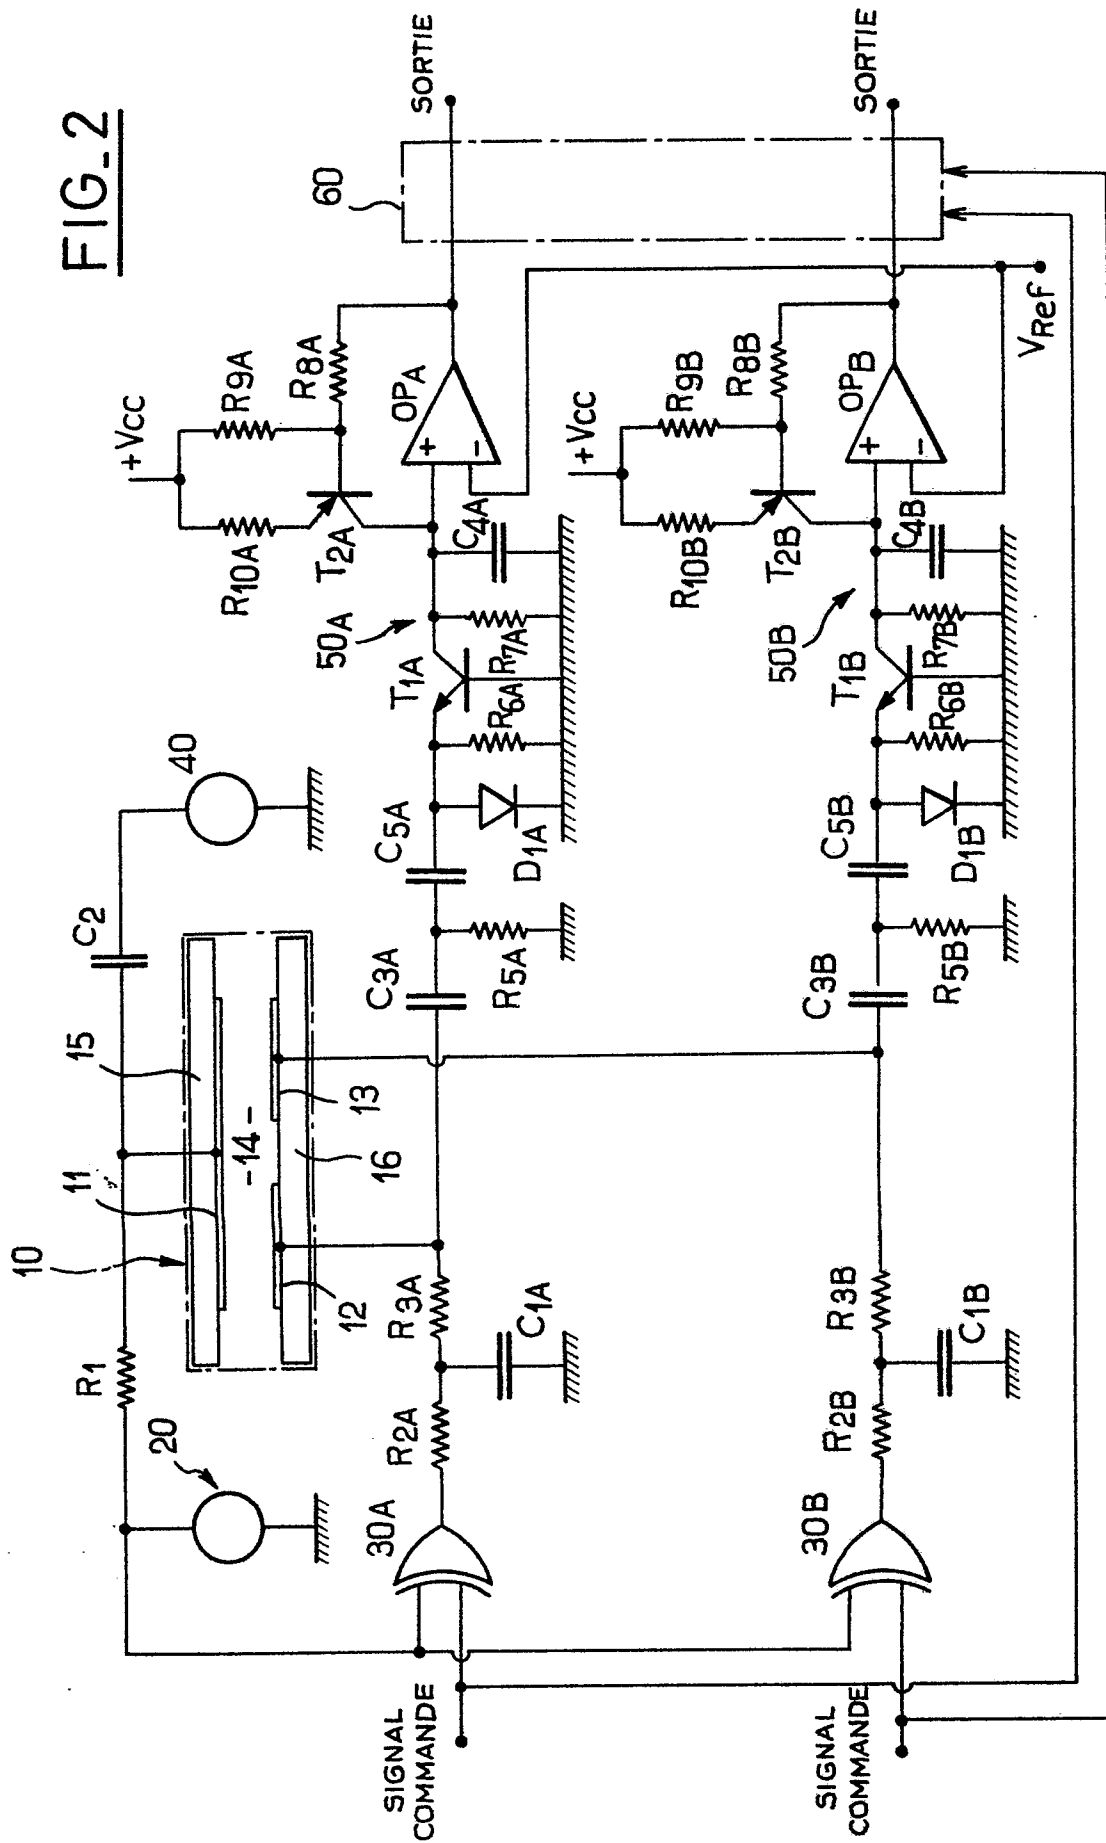 FIG_2
SORTIE
SORTIE
60
+Vcc
R9A
R8A
R10A
T2A
OPA
+
-
C4A
50A
T1A
R7A
R6A
+Vcc
R9B
R8B
R10B
T2B
OPB
+
-
VRef
C4B
50B
T1B
R7B
R6B
40
C2
C5A
D1A
C3A
R5A
C5B
D1B
C3B
R5B
15
11
10
-14-
13
16
12
R1
20
R3A
C1A
R2A
30A
R3B
C1B
R2B
30B
SIGNAL
COMMANDE
SIGNAL
COMMANDE